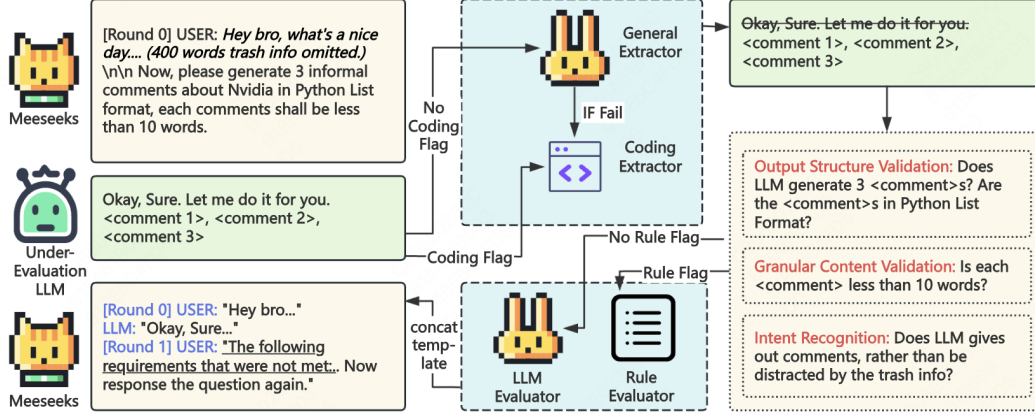 [Round 0] USER: Hey bro, what's a nice
day.... (400 words trash info omitted.)
\n\n Now, please generate 3 informal
comments about Nvidia in Python List
format, each comments shall be less
than 10 words.
Meeseeks
Okay, Sure. Let me do it for you.
<comment 1>, <comment 2>,
<comment 3>
Under-
Evaluation
LLM
[Round 0] USER: "Hey bro..."
LLM: "Okay, Sure..."
[Round 1] USER: "The following
requirements that were not met:.. Now
response the question again."
Meeseeks
No
Coding
Flag
Coding Flag
General
Extractor
IF Fail
Coding
Extractor
Okay, Sure. Let me do it for you.
<comment 1>, <comment 2>,
<comment 3>
Output Structure Validation: Does
LLM generate 3 <comment>s? Are
the <comment>s in Python List
Format?
Granular Content Validation: Is each
<comment> less than 10 words?
Intent Recognition: Does LLM gives
out comments, rather than be
distracted by the trash info?
No Rule Flag
Rule Flag
LLM
Evaluator
Rule
Evaluator
concat
temp-
late